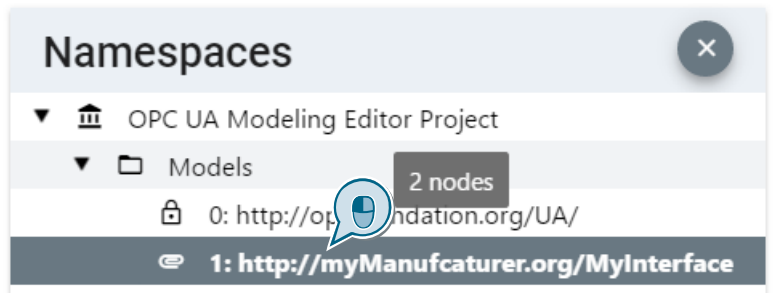 Namespaces
OPC UA Modeling Editor Project
Models
2 nodes
0: http://op ndation.org/UA/
1: http://myManufcaturer.org/MyInterface